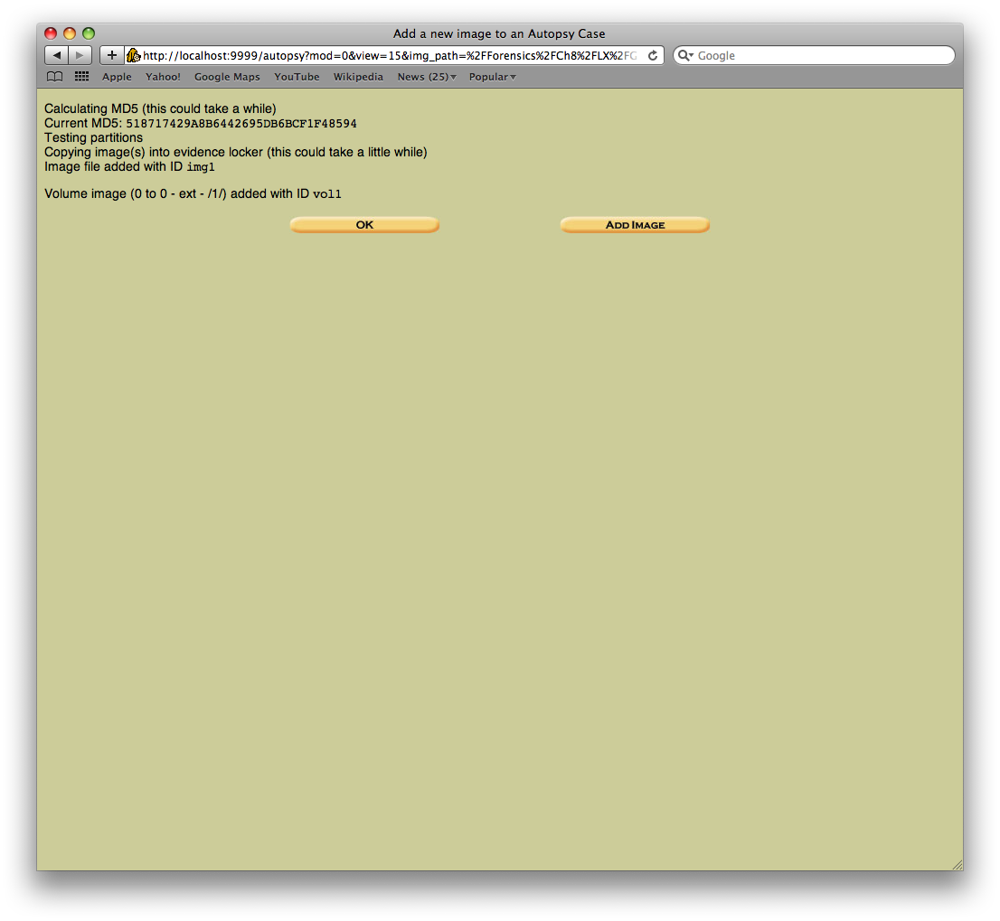 Add a new image to an Autopsy Case
http://localhost:9999/autopsy?mod=0&view=15&img_path=%2FForensics%2FCh8%2FLX%2FG
Google
Apple Yahoo! Google Maps YouTube Wikipedia News (25) Popular
Calculating MD5 (this could take a while)
Current MD5: 518717429A8B6442695DB6BCF1F48594
Testing partitions
Copying image(s) into evidence locker (this could take a little while)
Image file added with ID img1
Volume image (0 to 0 - ext - /1/) added with ID vol1
OK Add Image